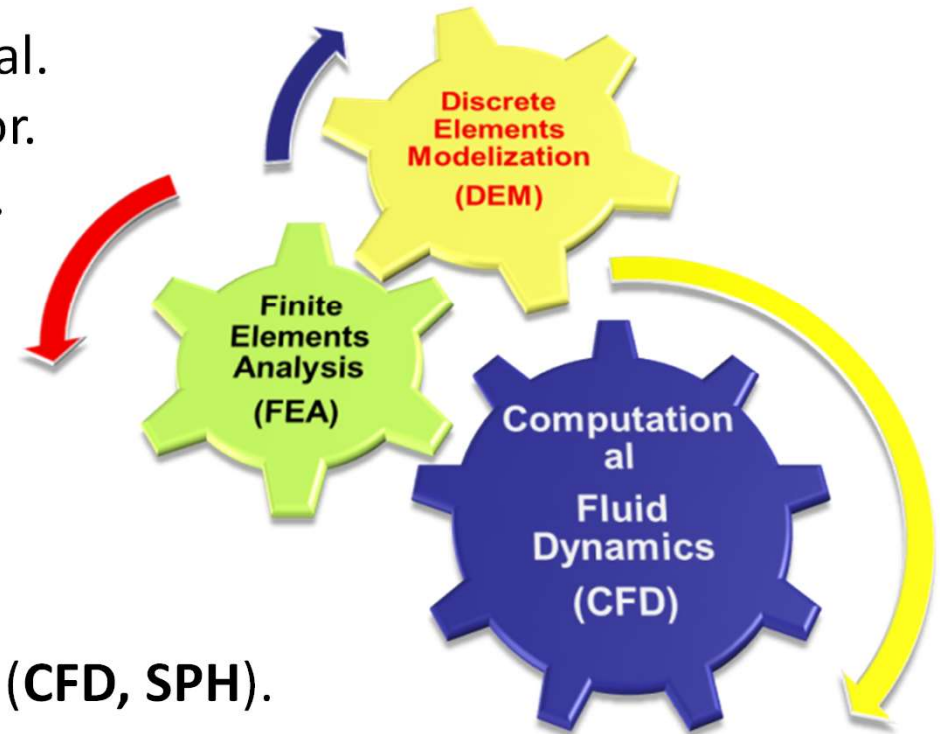 al.
or.
.
Discrete
Elements
Modelization
(DEM)
Finite
Elements
Analysis
(FEA)
Computation
al
Fluid
Dynamics
(CFD)
(CFD, SPH).